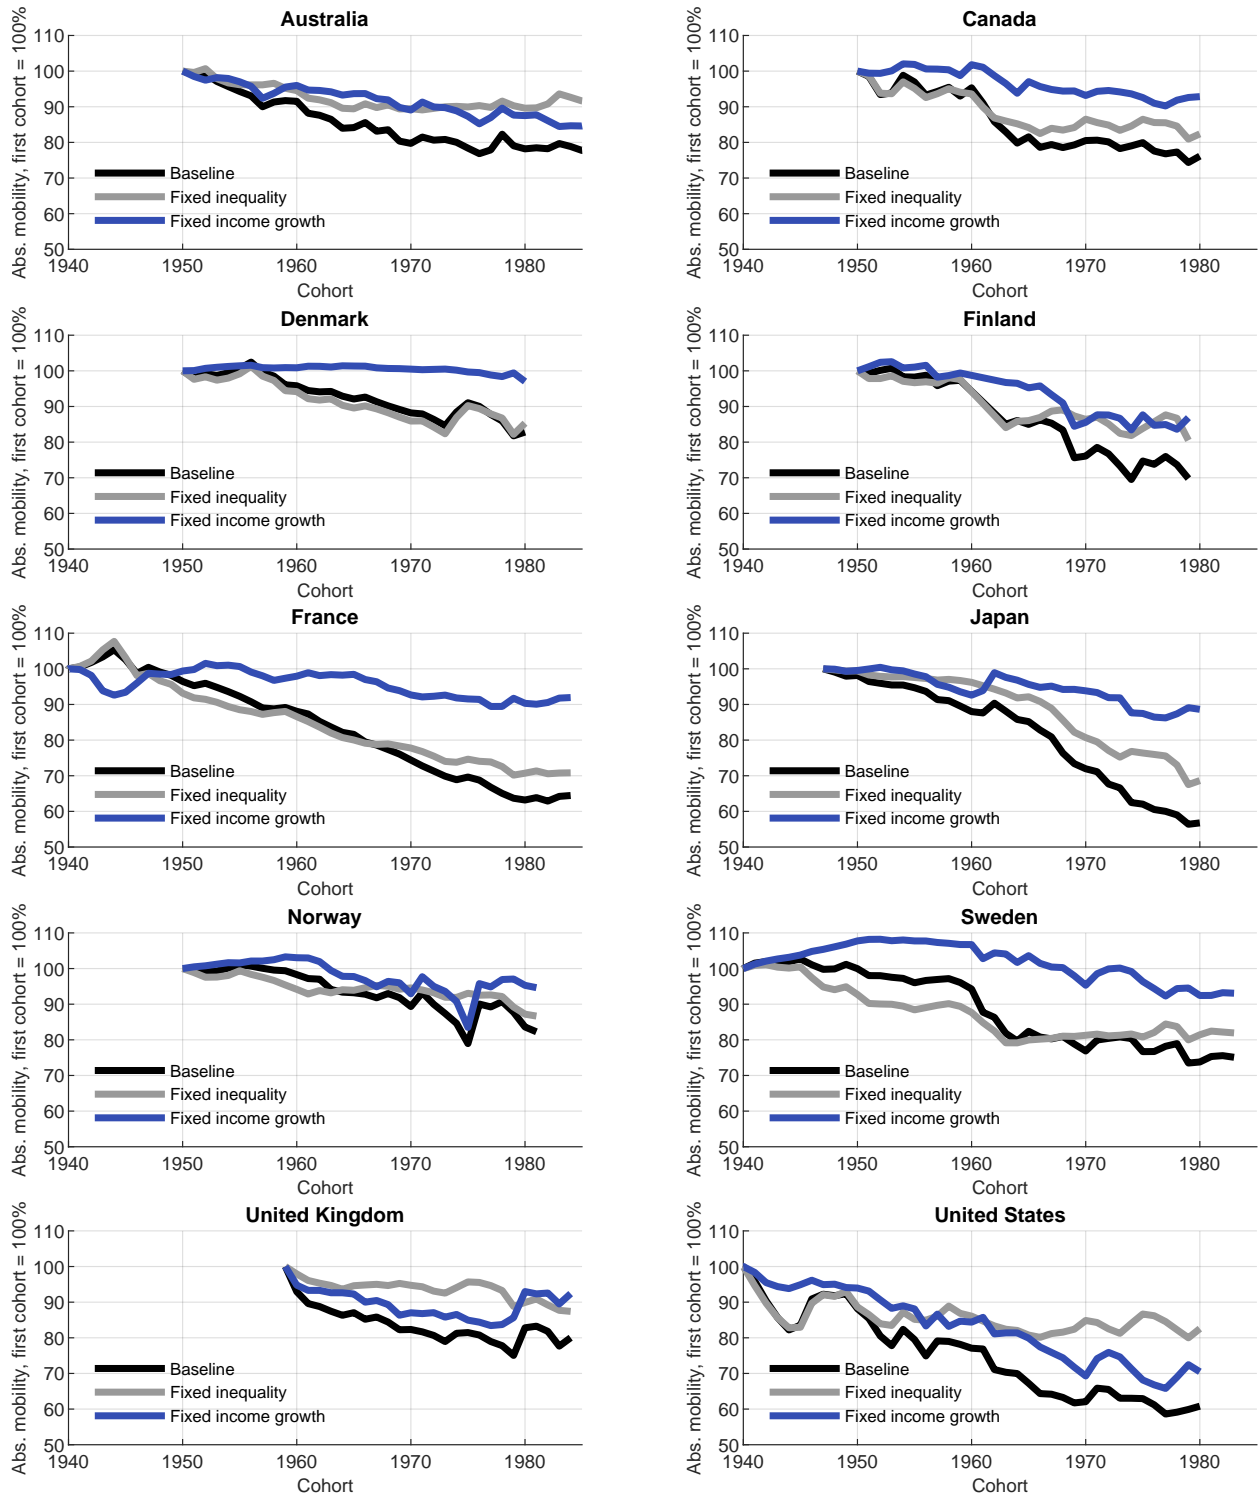 Australia
Abs. mobility, first cohort = 100%
110
100
90
80
70
60
50
Baseline
Fixed inequality
Fixed income growth
1940 1950 1960 1970 1980
Cohort
Canada
Abs. mobility, first cohort = 100%
110
100
90
80
70
60
50
Baseline
Fixed inequality
Fixed income growth
1940 1950 1960 1970 1980
Cohort
Denmark
Abs. mobility, first cohort = 100%
110
100
90
80
70
60
50
Baseline
Fixed inequality
Fixed income growth
1940 1950 1960 1970 1980
Cohort
Finland
Abs. mobility, first cohort = 100%
110
100
90
80
70
60
50
Baseline
Fixed inequality
Fixed income growth
1940 1950 1960 1970 1980
Cohort
France
Abs. mobility, first cohort = 100%
110
100
90
80
70
60
50
Baseline
Fixed inequality
Fixed income growth
1940 1950 1960 1970 1980
Cohort
Japan
Abs. mobility, first cohort = 100%
110
100
90
80
70
60
50
Baseline
Fixed inequality
Fixed income growth
1940 1950 1960 1970 1980
Cohort
Norway
Abs. mobility, first cohort = 100%
110
100
90
80
70
60
50
Baseline
Fixed inequality
Fixed income growth
1940 1950 1960 1970 1980
Cohort
Sweden
Abs. mobility, first cohort = 100%
110
100
90
80
70
60
50
Baseline
Fixed inequality
Fixed income growth
1940 1950 1960 1970 1980
Cohort
United Kingdom
Abs. mobility, first cohort = 100%
110
100
90
80
70
60
50
Baseline
Fixed inequality
Fixed income growth
1940 1950 1960 1970 1980
Cohort
United States
Abs. mobility, first cohort = 100%
110
100
90
80
70
60
50
Baseline
Fixed inequality
Fixed income growth
1940 1950 1960 1970 1980
Cohort